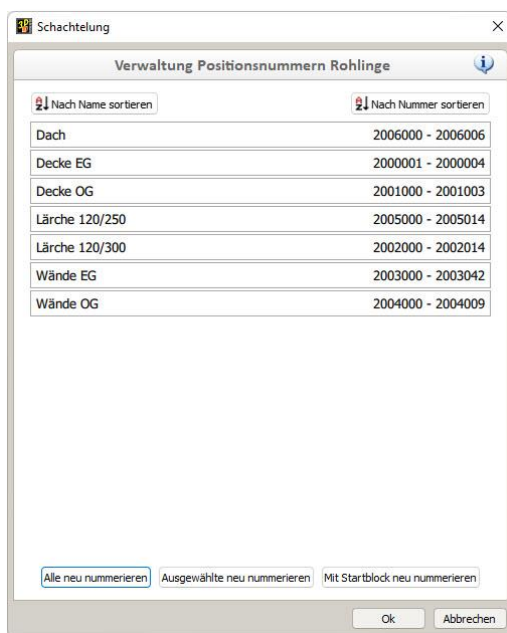 Schachtelung
Verwaltung Positionsnummern Rohlinge
Nach Name sortieren Nach Nummer sortieren
Dach 2006000 - 2006006
Decke EG 2000001 - 2000004
Decke OG 2001000 - 2001003
Lärche 120/250 2005000 - 2005014
Lärche 120/300 2002000 - 2002014
Wände EG 2003000 - 2003042
Wände OG 2004000 - 2004009
Alle neu nummerieren Ausgewählte neu nummerieren Mit Startblock neu nummerieren
Ok Abbrechen